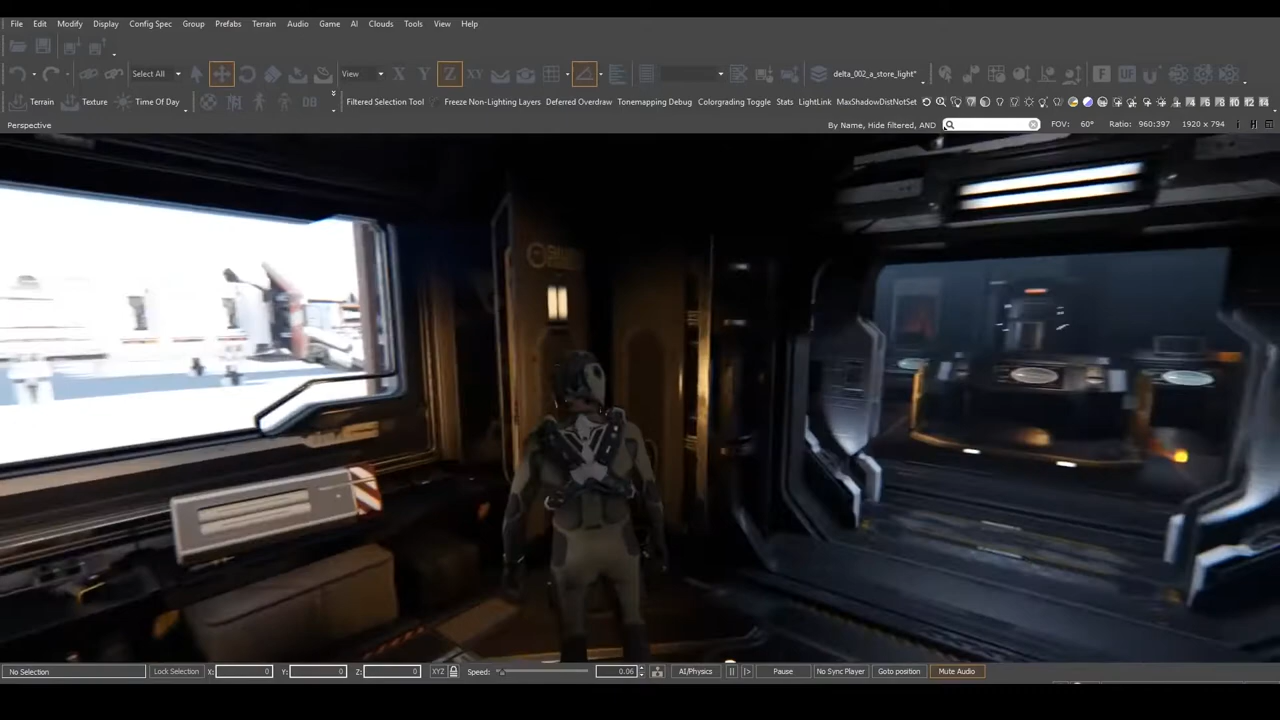 File Edit Modify Display Config Spec Group Prefabs Terrain Audio Game AI Clouds Tools View Help
Select All View X Y Z XY delta_002_a_store_light* F UF U
Terrain Texture Time Of Day DB Filtered Selection Tool Freeze Non-Lighting Layers Deferred Overdraw Tonemapping Debug Colorgrading Toggle Stats LightLink MaxShadowDistNotSet
Perspective By Name, Hide filtered, AND FOV: 60° Ratio: 960:397 1920 x 794
No Selection Lock Selection X: 0 Y: 0 Z: 0 XYZ Speed: 0.06 AI/Physics Pause No Sync Player Goto position Mute Audio